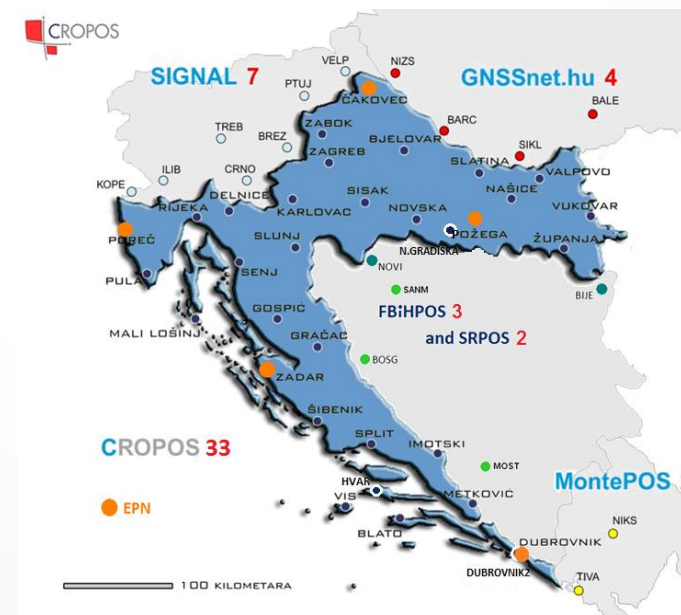 CROPOS
VELP
NIZS
SIGNAL 7
GNSSnet.hu 4
PTUJ
ČAKOVEC
BALE
TREB
BREZ
ZABOK
BARC
BJELOVAR
SIKL
ZAGREB
SLATINA
ILIB
CRNO
VALPOVO
KOPE
DELNICE
SISAK
NAŠICE
RIJEKA
KARLOVAC
NOVSKA
VUKOVAR
POREČ
POŽEGA
SLUNJ
ŽUPANJA
N.GRADIŠKA
SENJ
NOVI
PULA
SANM
BIJE
GOSPIĆ
FBiHPOS 3
MALI LOŠINJ
GRAČAC
and SRPOS 2
BOSG
ZADAR
ŠIBENIK
SPLIT
IMOTSKI
CROPOS 33
MOST
HVAR
MontePOS
VIS
METKOVIĆ
EPN
NIKS
BLATO
DUBROVNIK
DUBROVNIK2
TIVA
100 KILOMETARA